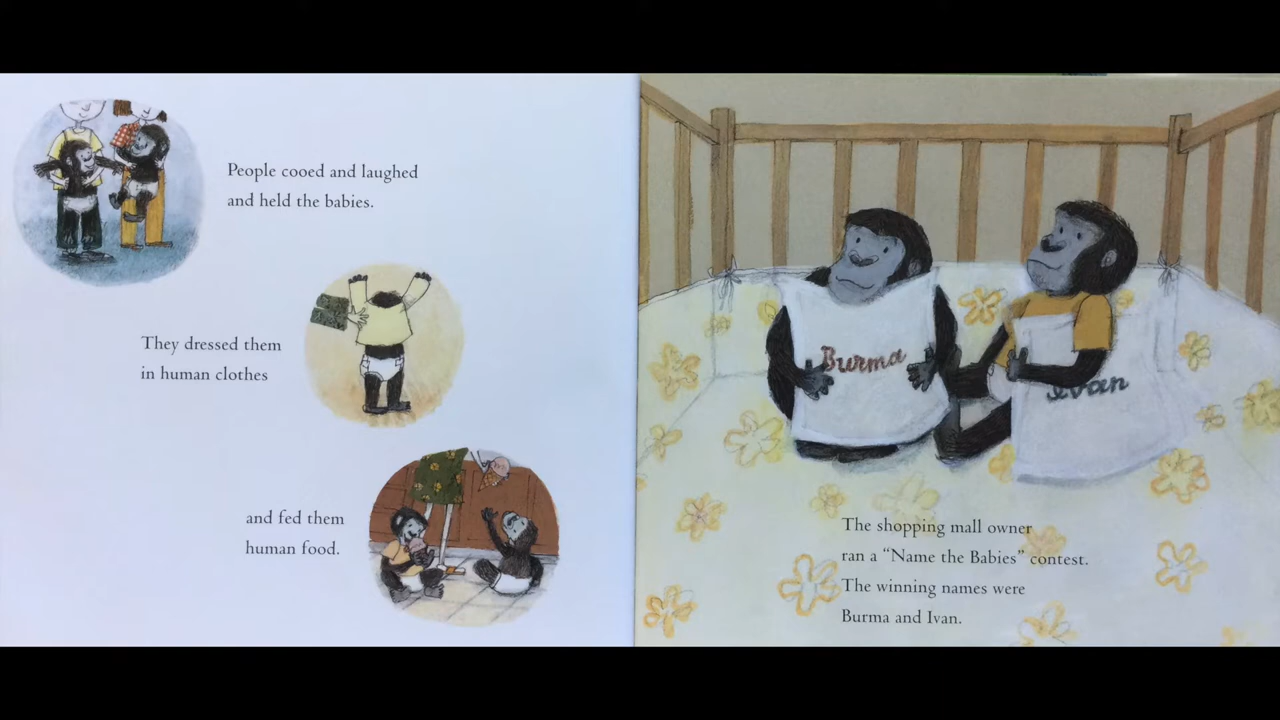 People cooed and laughed
and held the babies.
They dressed them
in human clothes
and fed them
human food.
Burma
Ivan
The shopping mall owner
ran a “Name the Babies” contest.
The winning names were
Burma and Ivan.